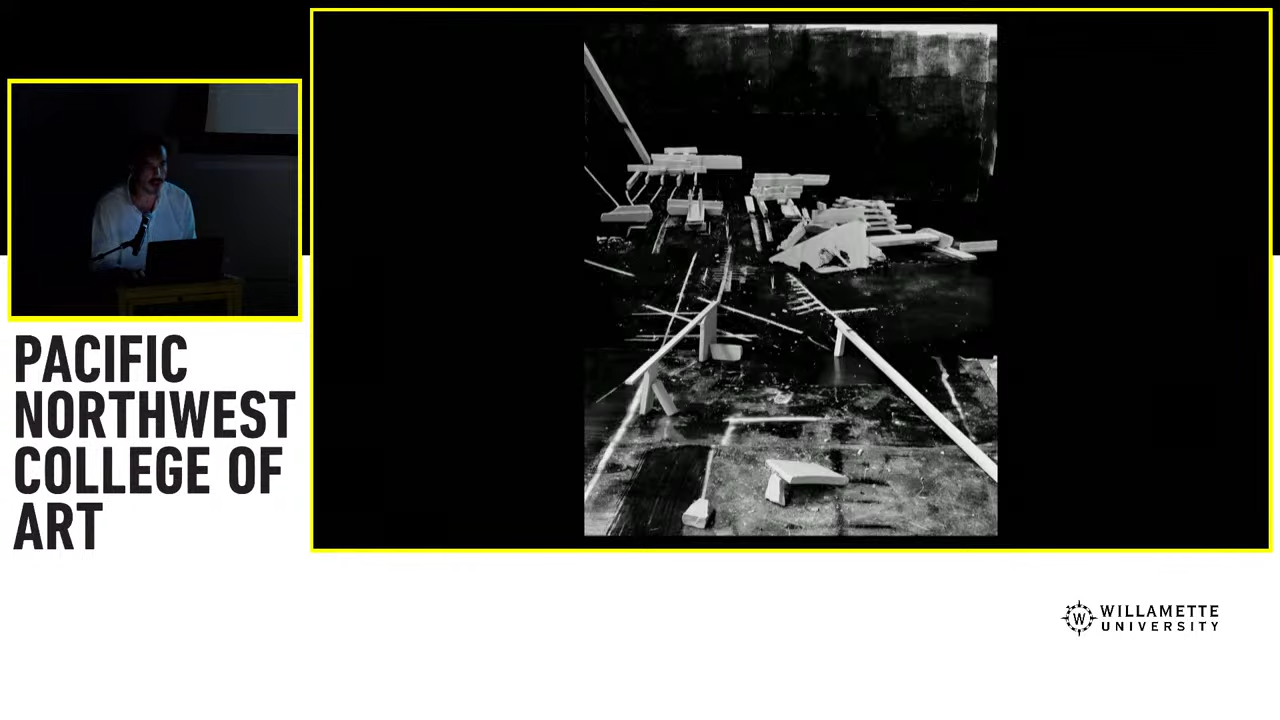 PACIFIC
NORTHWEST
COLLEGE OF
ART
W
WILLAMETTE
UNIVERSITY